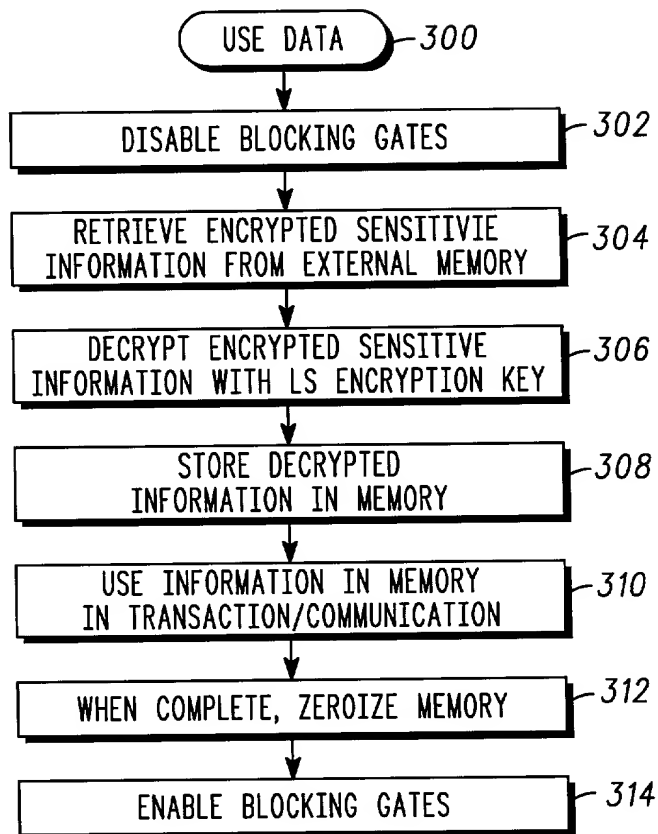 USE DATA 300
DISABLE BLOCKING GATES 302
RETRIEVE ENCRYPTED SENSITIVIE
INFORMATION FROM EXTERNAL MEMORY 304
DECRYPT ENCRYPTED SENSITIVE
INFORMATION WITH LS ENCRYPTION KEY 306
STORE DECRYPTED
INFORMATION IN MEMORY 308
USE INFORMATION IN MEMORY
IN TRANSACTION/COMMUNICATION 310
WHEN COMPLETE, ZEROIZE MEMORY 312
ENABLE BLOCKING GATES 314